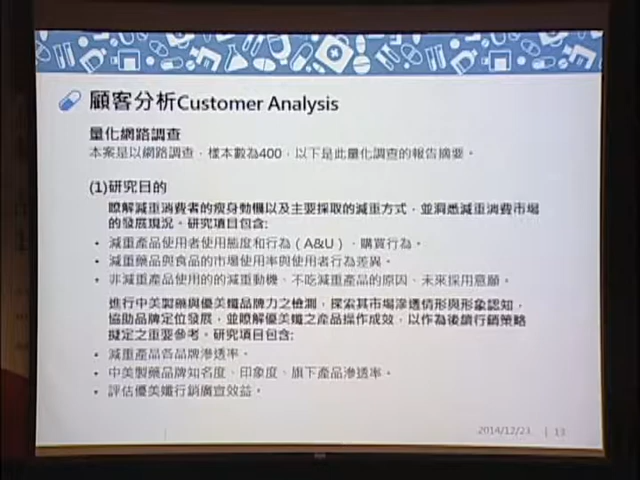 顧客分析Customer Analysis
量化網路調查
本案是以網路調查，樣本數為400，以下是此量化調查的報告摘要。
(1)研究目的
瞭解減重消費者的瘦身動機以及主要採取的減重方式，並洞悉減重消費市場
的發展現況。研究項目包含:
• 減重產品使用者使用態度和行為（A&U）、購買行為。
• 減重藥品與食品的市場使用率與使用者行為差異。
• 非減重產品使用的的減重動機、不吃減重產品的原因、未來採用意願。
進行中美製藥與優美孅品牌力之檢測，探索其市場滲透情形與形象認知，
協助品牌定位發展，並瞭解優美孅之產品操作成效，以作為後續行銷策略
擬定之重要參考。研究項目包含:
• 減重產品各品牌滲透率。
• 中美製藥品牌知名度、印象度、旗下產品滲透率。
• 評估優美孅行銷廣宣效益。
2014/12/23 | 13